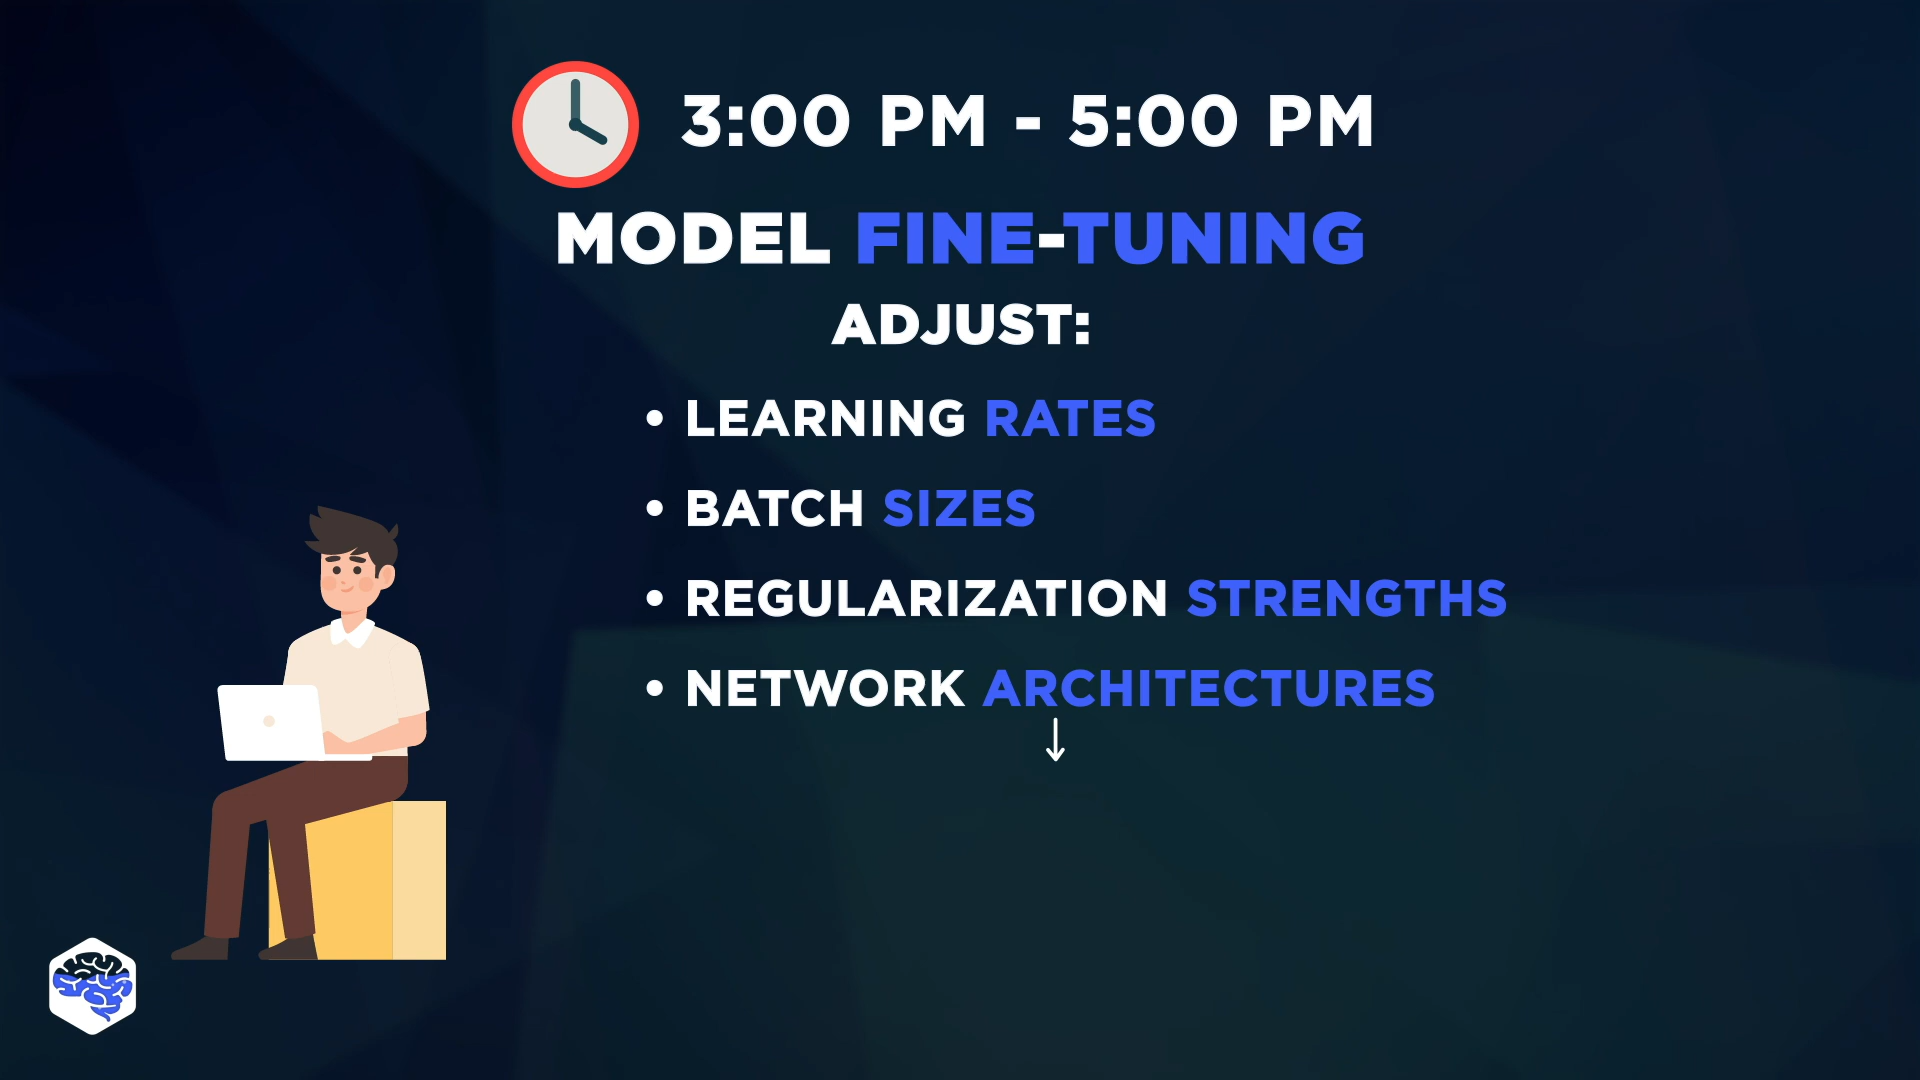 3:00 PM - 5:00 PM
MODEL FINE-TUNING
ADJUST:
• LEARNING RATES
• BATCH SIZES
• REGULARIZATION STRENGTHS
• NETWORK ARCHITECTURES